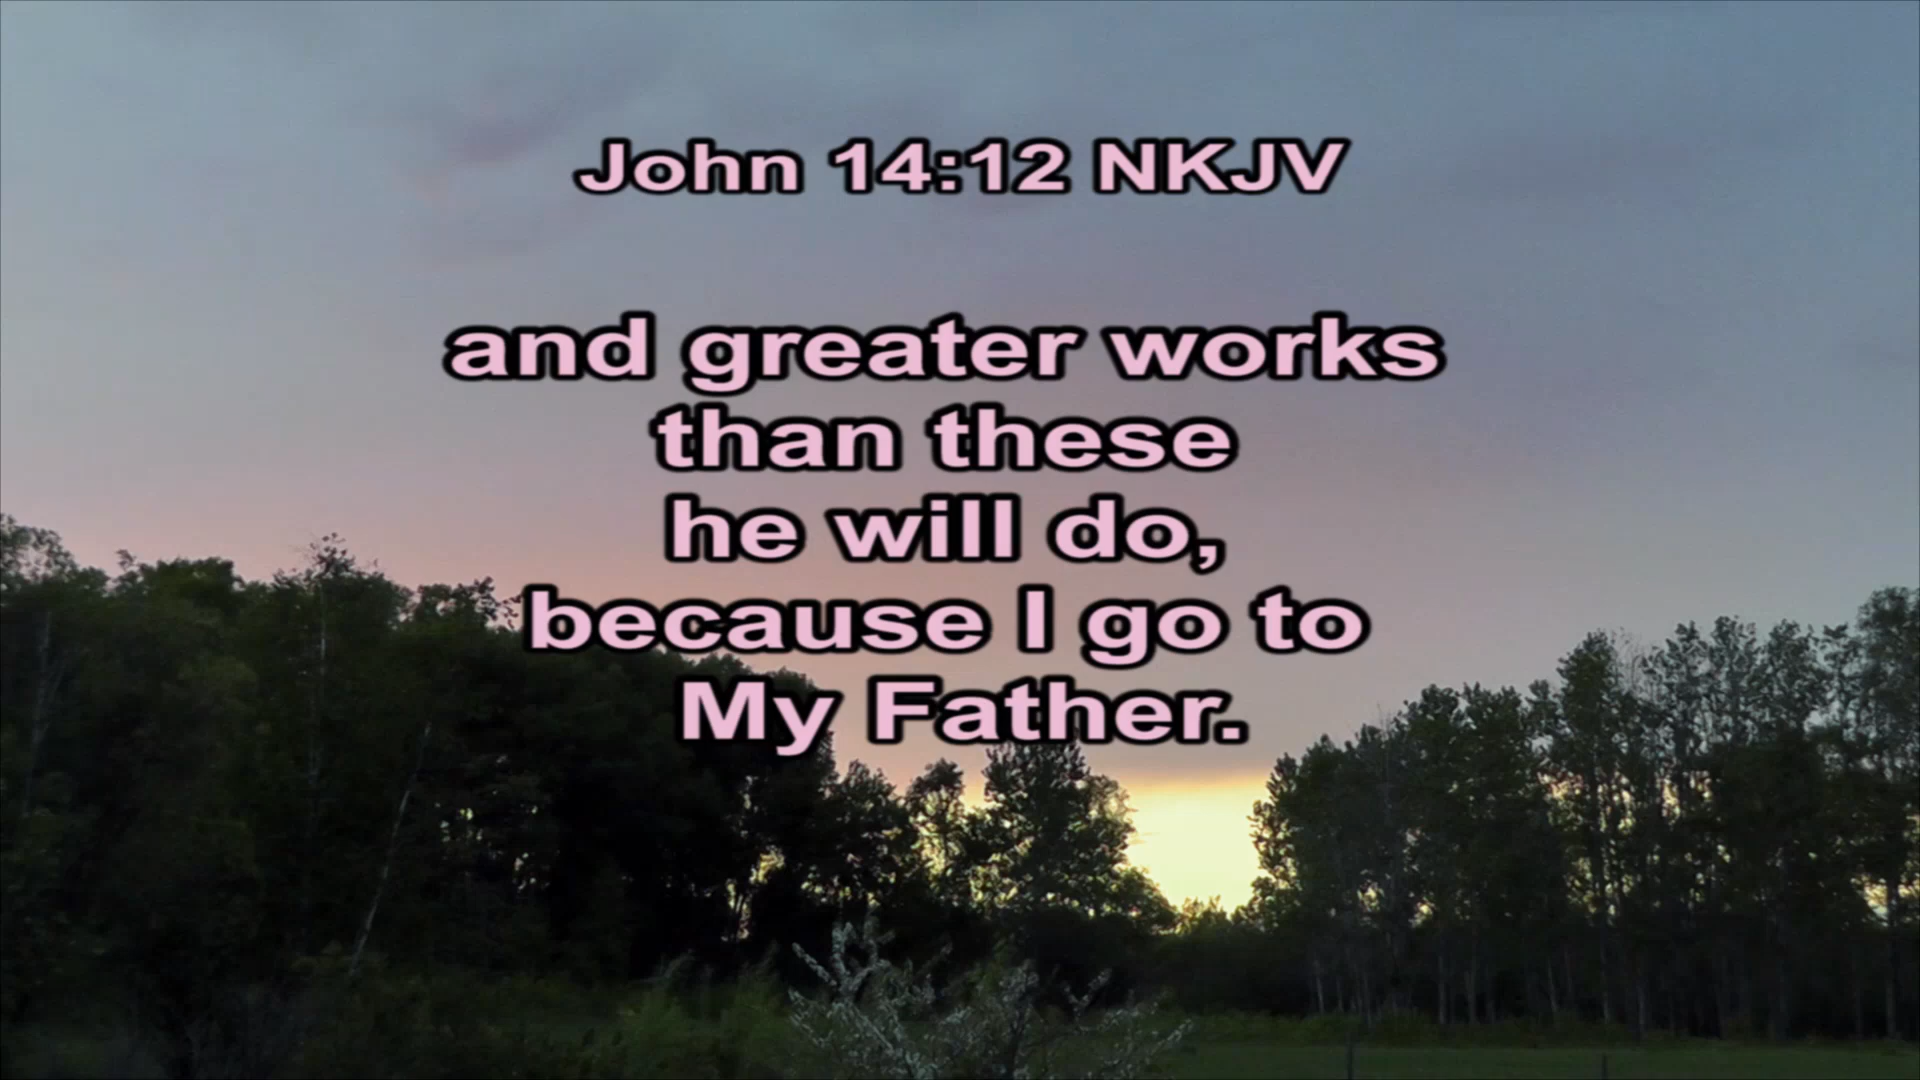 John 14:12 NKJV
and greater works
than these
he will do,
because I go to
My Father.